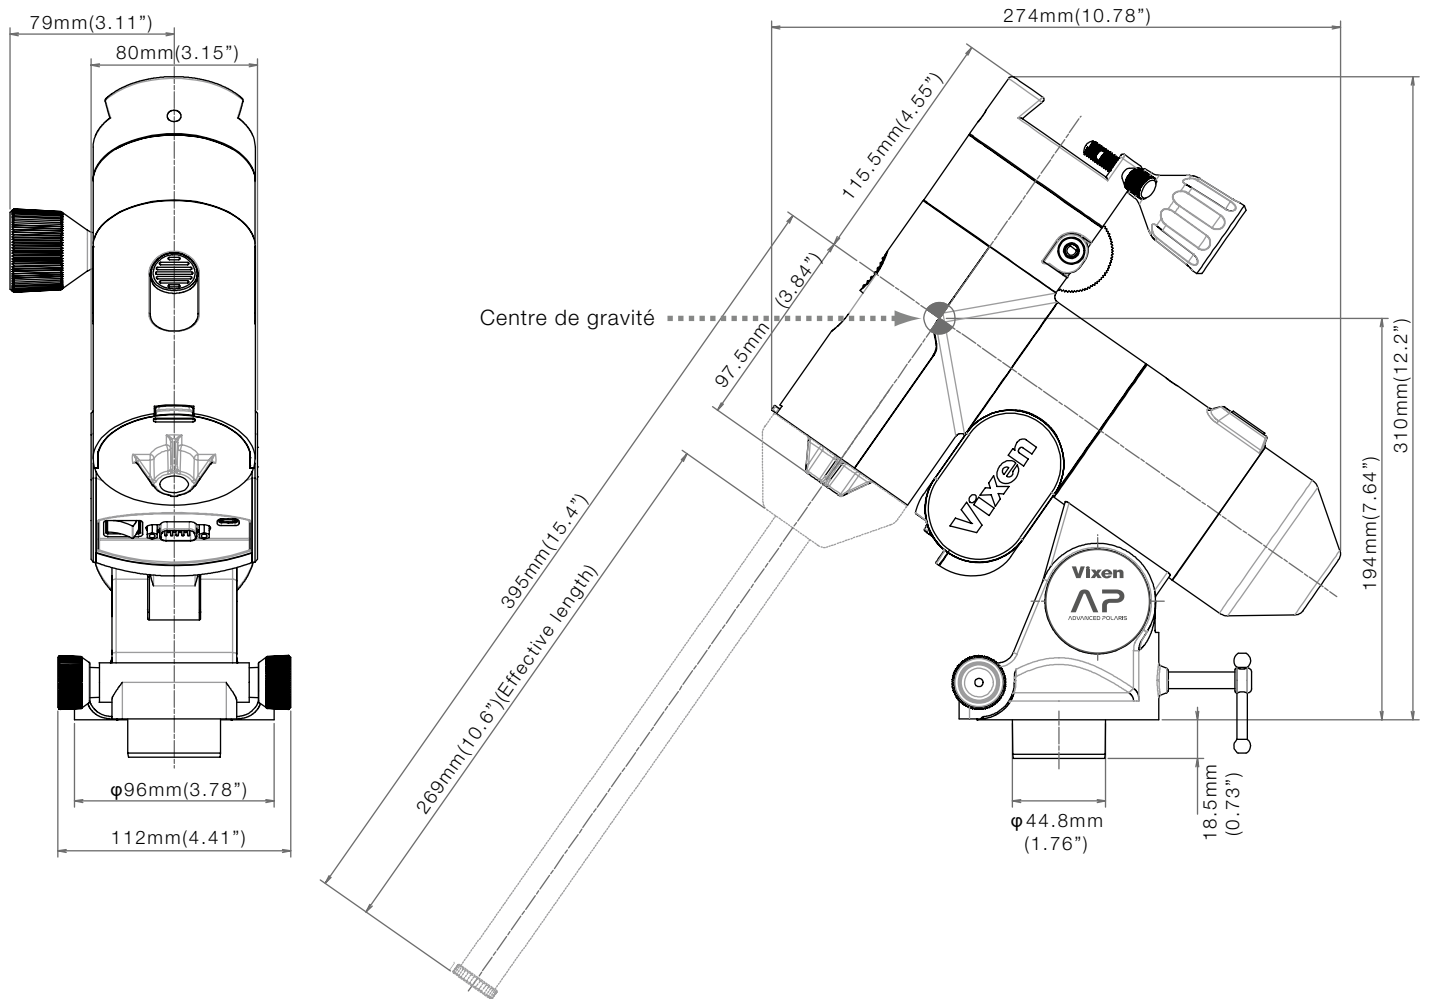 79mm(3.11”)
80mm(3.15”)
φ96mm(3.78”)
112mm(4.41”)
274mm(10.78”)
115.5mm(4.55”)
97.5mm (3.84”)
Centre de gravité
395mm(15.4”)
269mm(10.6”)(Effective length)
Vixen
Vixen
AP
ADVANCED POLARIS
310mm(12.2”)
194mm(7.64”)
18.5mm
(0.73”)
φ44.8mm
(1.76”)